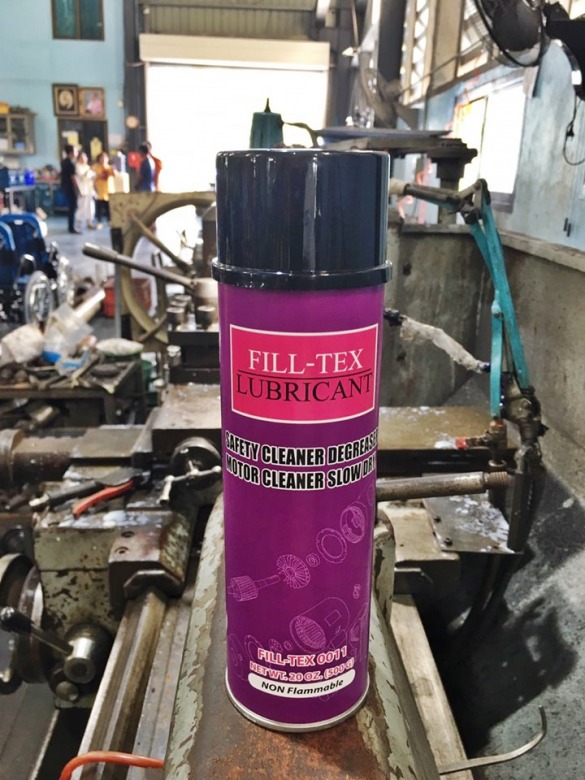 FILL-TEX
LUBRICANT
SAFETY CLEANER DEGREASE
MOTOR CLEANER SLOW DR
FILL-TEX 0011
NET WT. 20 OZ. (500 G)
NON Flammable